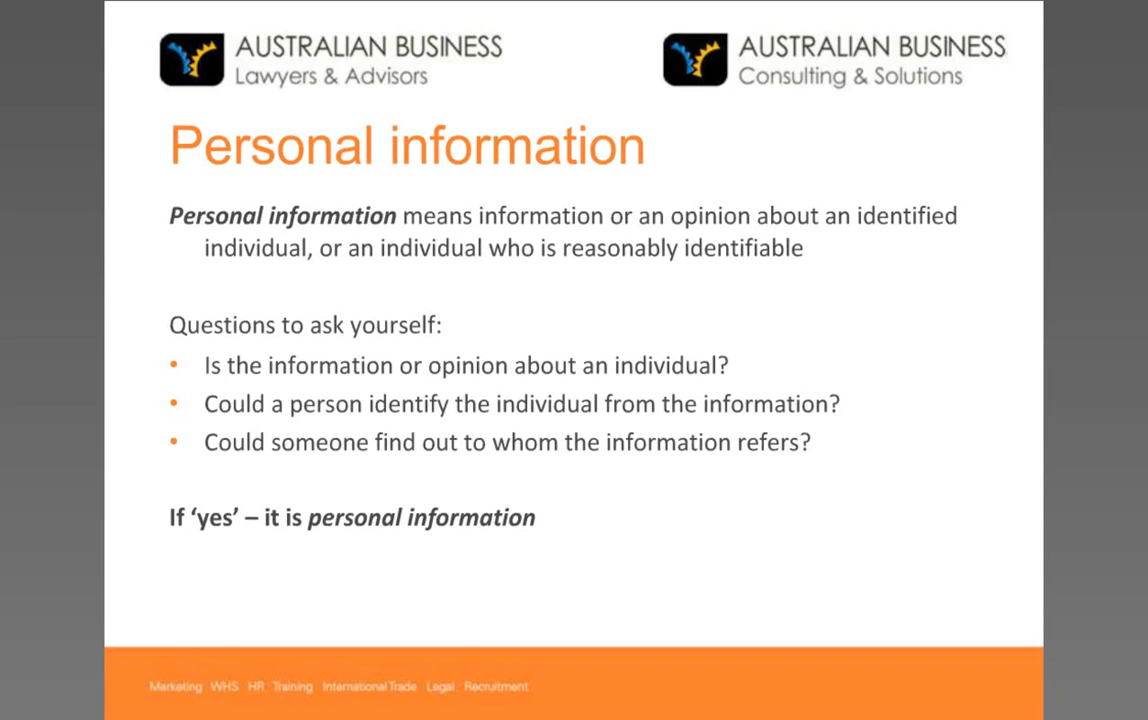 AUSTRALIAN BUSINESS
Lawyers & Advisors
AUSTRALIAN BUSINESS
Consulting & Solutions
Personal information
Personal information means information or an opinion about an identified
individual, or an individual who is reasonably identifiable
Questions to ask yourself:
• Is the information or opinion about an individual?
• Could a person identify the individual from the information?
• Could someone find out to whom the information refers?
If ‘yes’ – it is personal information
Marketing WHS HR Training International Trade Legal Recruitment